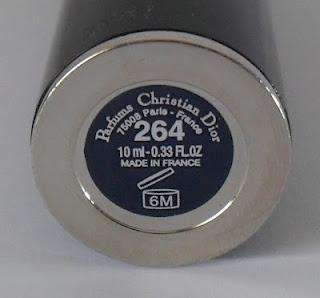 Parfums Christian Dior
75008 Paris - France
264
10 ml-0.33 FL.OZ
MADE IN FRANCE
6M